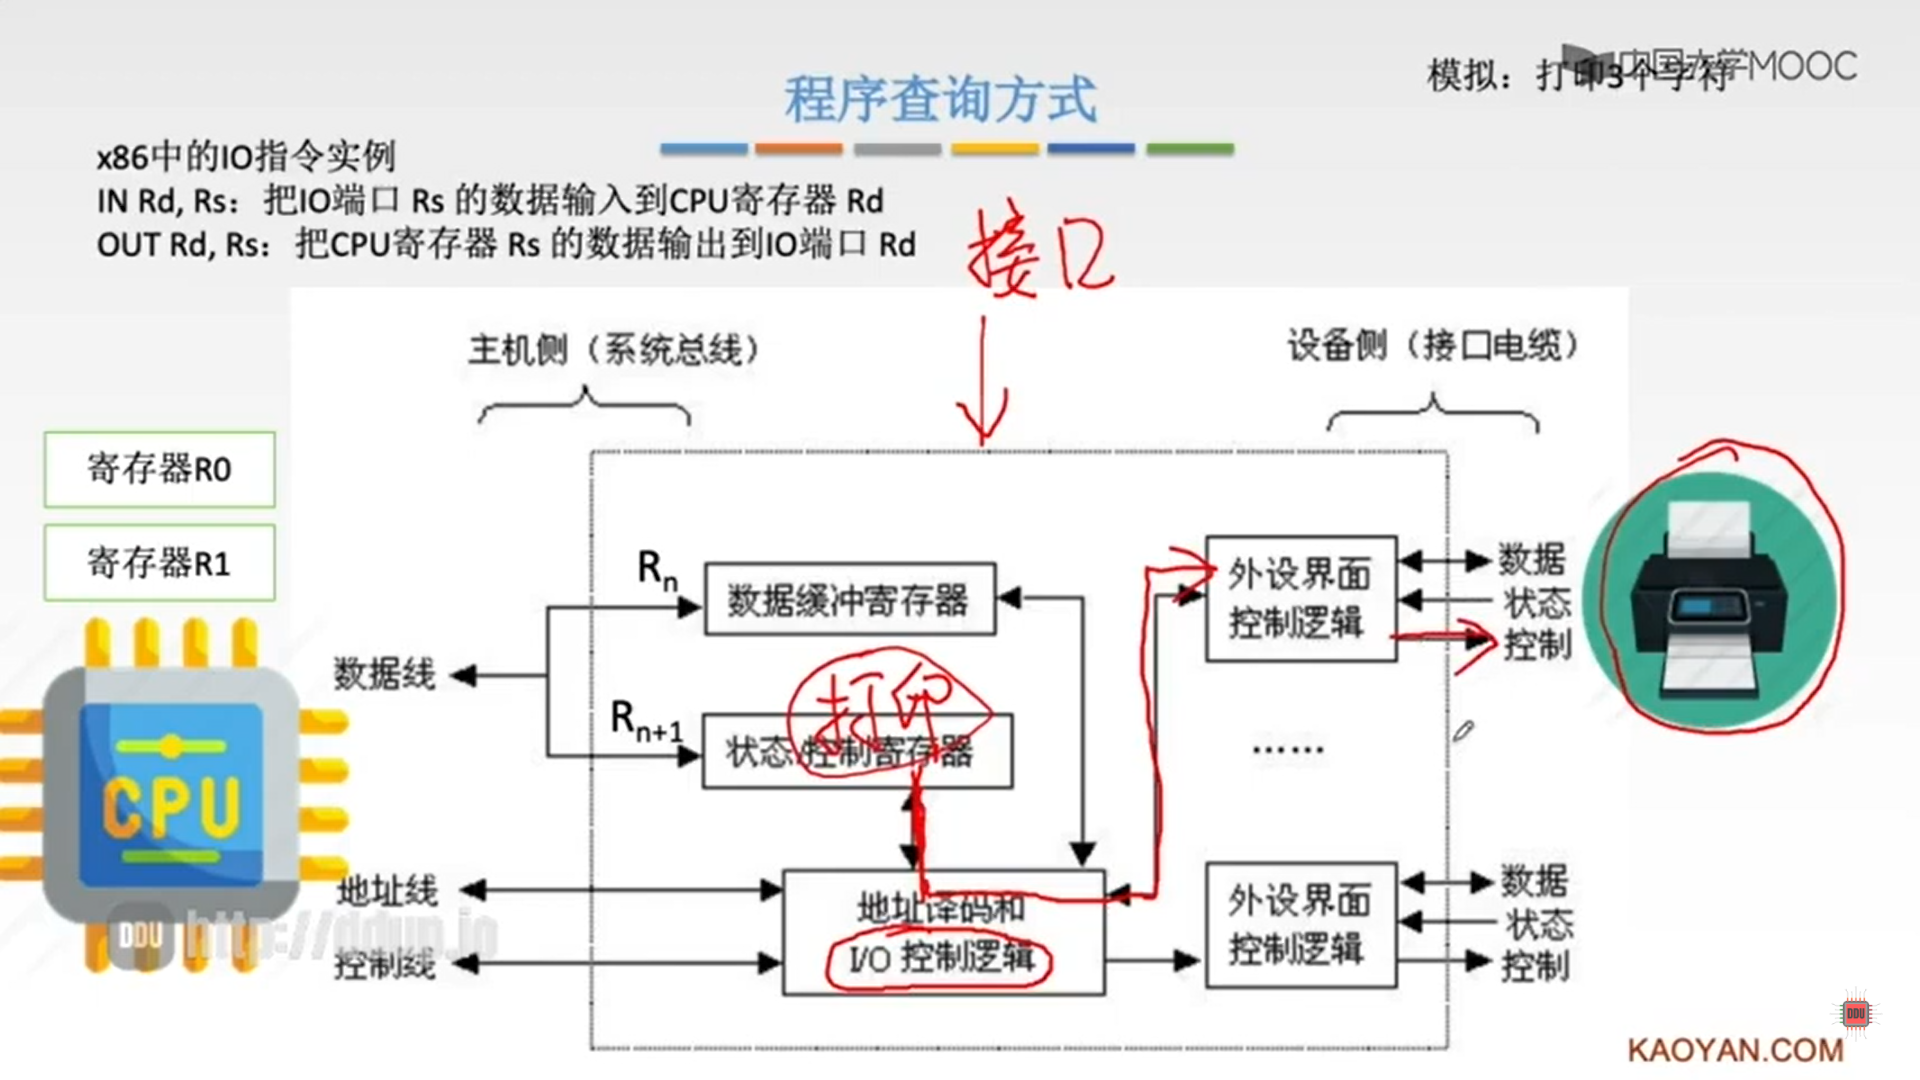 模拟：打印3个字符
中国大学MOOC
程序查询方式
x86中的IO指令实例
IN Rd, Rs：把IO端口 Rs 的数据输入到CPU寄存器 Rd
OUT Rd, Rs：把CPU寄存器 Rs 的数据输出到IO端口 Rd
接口
主机侧（系统总线）
设备侧（接口电缆）
寄存器R0
寄存器R1
Rn
数据缓冲寄存器
外设界面
控制逻辑
数据
状态
控制
数据线
打印
Rn+1
状态/控制寄存器
……
CPU
地址线
控制线
地址译码和
I/O 控制逻辑
外设界面
控制逻辑
数据
状态
控制
DDU http://ddup.io
DDU
KAOYAN.COM